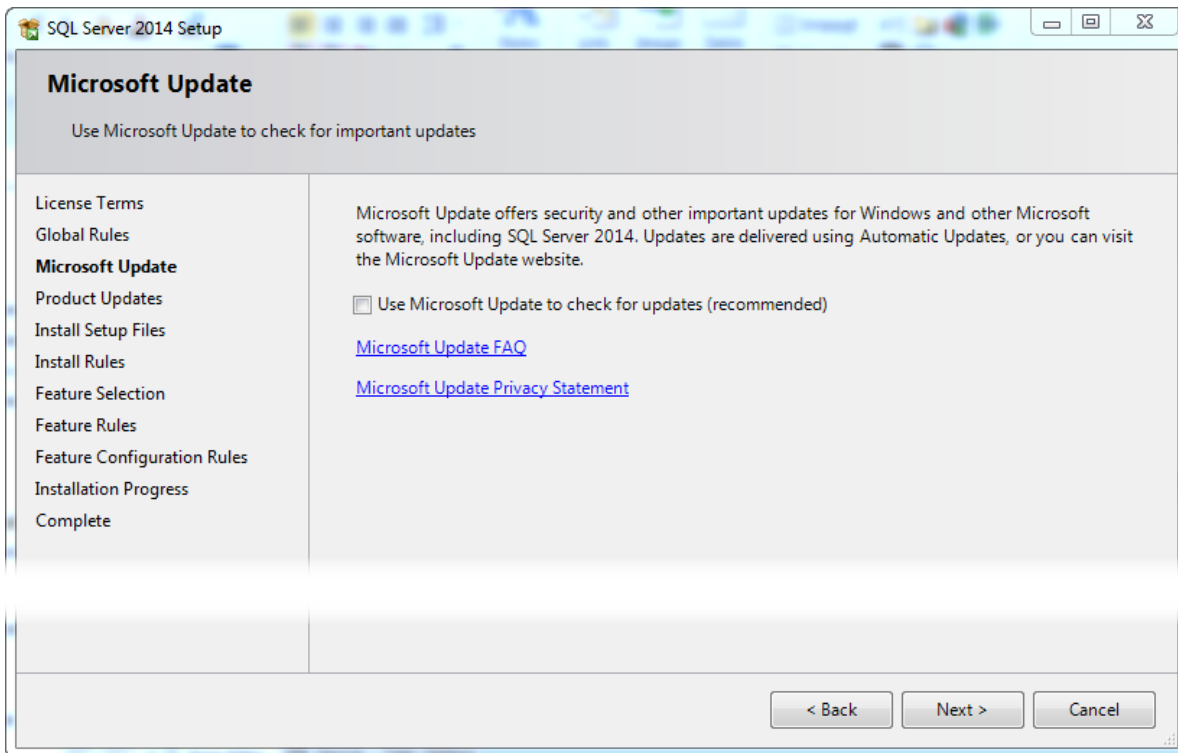 SQL Server 2014 Setup
Microsoft Update
Use Microsoft Update to check for important updates
License Terms
Global Rules
Microsoft Update
Product Updates
Install Setup Files
Install Rules
Feature Selection
Feature Rules
Feature Configuration Rules
Installation Progress
Complete
Microsoft Update offers security and other important updates for Windows and other Microsoft
software, including SQL Server 2014. Updates are delivered using Automatic Updates, or you can visit
the Microsoft Update website.
Use Microsoft Update to check for updates (recommended)
Microsoft Update FAQ
Microsoft Update Privacy Statement
< Back
Next >
Cancel